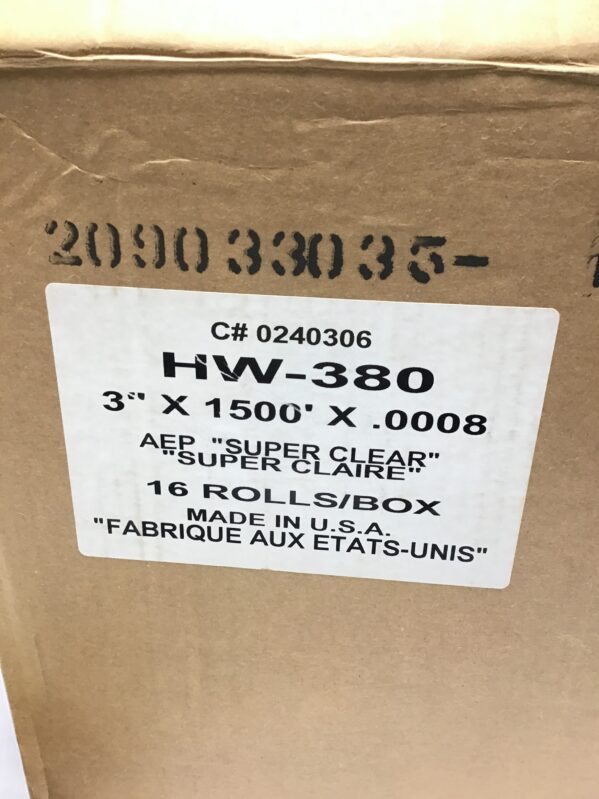 209033035-
C# 0240306
HW-380
3" X 1500' X .0008
AEP "SUPER CLEAR"
"SUPER CLAIRE"
16 ROLLS/BOX
MADE IN U.S.A.
"FABRIQUE AUX ETATS-UNIS"